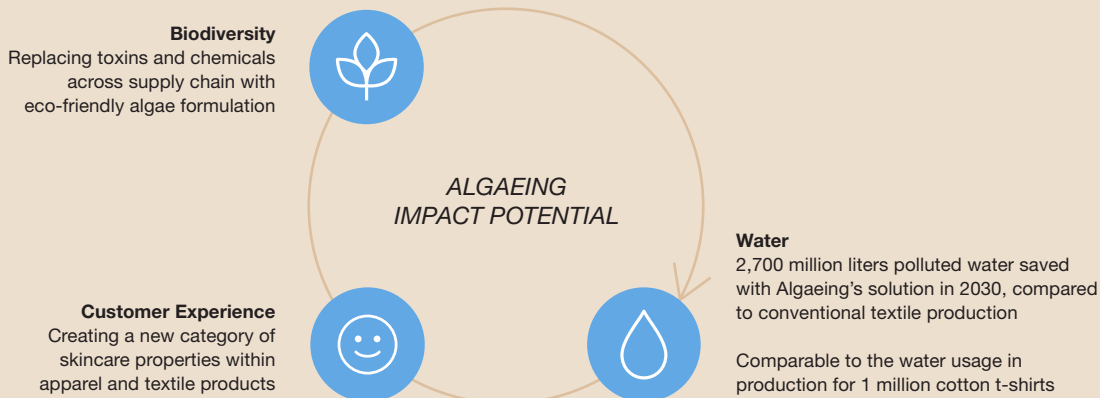 Biodiversity
Replacing toxins and chemicals
across supply chain with
eco-friendly algae formulation
ALGAEING
IMPACT POTENTIAL
Water
2,700 million liters polluted water saved
with Algaeing's solution in 2030, compared
to conventional textile production
Comparable to the water usage in
production for 1 million cotton t-shirts
Customer Experience
Creating a new category of
skincare properties within
apparel and textile products